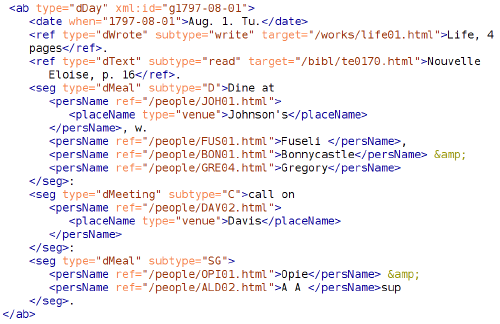 <ab type="dDay" xml:id="g1797-08-01">
<date when="1797-08-01">Aug. 1. Tu.</date>
<ref type="dWrote" subtype="write" target="/works/life01.html">Life, 4
pages</ref>.
<ref type="dText" subtype="read" target="/bibl/te0170.html">Nouvelle
Eloise, p. 16</ref>.
<seg type="dMeal" subtype="D">Dine at
<persName ref="/people/JOH01.html">
<placeName type="venue">Johnson's</placeName>
</persName>, w.
<persName ref="/people/FUS01.html">Fuseli </persName>,
<persName ref="/people/BON01.html">Bonnycastle</persName> &amp;
<persName ref="/people/GRE04.html">Gregory</persName>
</seg>:
<seg type="dMeeting" subtype="C">call on
<persName ref="/people/DAV02.html">
<placeName type="venue">Davis</placeName>
</persName>
</seg>:
<seg type="dMeal" subtype="SG">
<persName ref="/people/OPI01.html">Opie</persName> &amp;
<persName ref="/people/ALD02.html">A A </persName>sup
</seg>.
</ab>